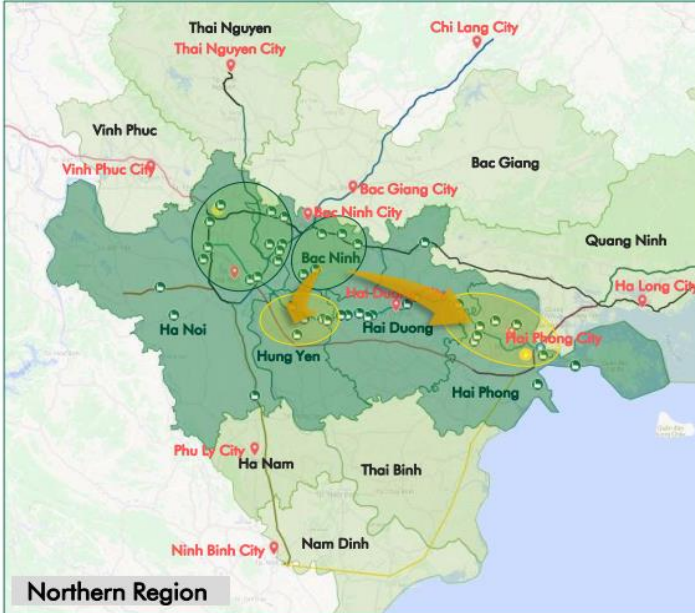 Thai Nguyen
Chi Lang City
Thai Nguyen City
Vinh Phuc
Vinh Phuc City
Bac Giang
Bac Giang City
Bac Ninh City
Quang Ninh
Bac Ninh
Ha Long City
Hai Duong City
Ha Noi
Hai Duong
Hai Phong City
Hung Yen
Hai Phong
Phu Ly City
Ha Nam
Thai Binh
Nam Dinh
Ninh Binh City
Northern Region